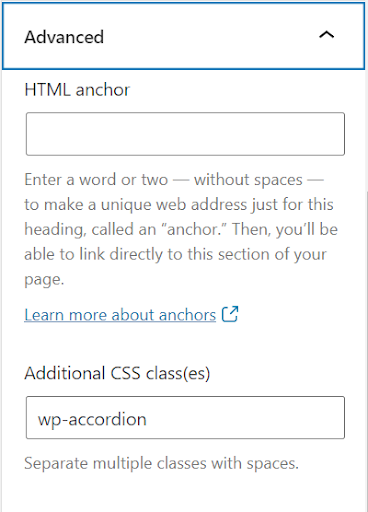 Advanced
HTML anchor
Enter a word or two — without spaces —
to make a unique web address just for this
heading, called an “anchor.” Then, you’ll be
able to link directly to this section of your
page.
Learn more about anchors
Additional CSS class(es)
wp-accordion
Separate multiple classes with spaces.